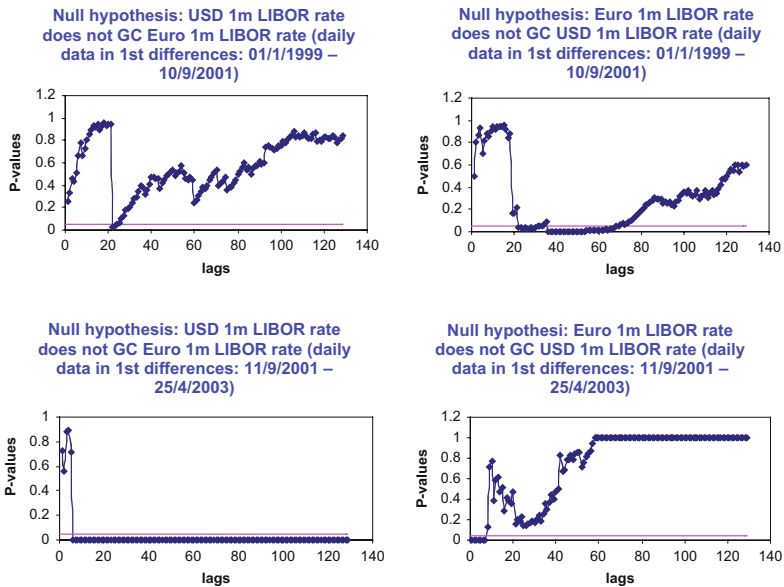 Null hypothesis: USD 1m LIBOR rate
does not GC Euro 1m LIBOR rate (daily
data in 1st differences: 01/1/1999 –
10/9/2001)
1.2
1
0.8
0.6
0.4
0.2
0
P-values
0 20 40 60 80 100 120 140
lags
Null hypothesis: Euro 1m LIBOR rate
does not GC USD 1m LIBOR rate (daily
data in 1st differences: 01/1/1999 –
10/9/2001)
1.2
1
0.8
0.6
0.4
0.2
0
P-values
0 20 40 60 80 100 120 140
lags
Null hypothesis: USD 1m LIBOR rate
does not GC Euro 1m LIBOR rate (daily
data in 1st differences: 11/9/2001 –
25/4/2003)
1
0.8
0.6
0.4
0.2
0
P-values
0 20 40 60 80 100 120 140
lags
Null hypothesi: Euro 1m LIBOR rate
does not GC USD 1m LIBOR rate (daily
data in 1st differences: 11/9/2001 –
25/4/2003)
1.2
1
0.8
0.6
0.4
0.2
0
P-values
0 20 40 60 80 100 120 140
lags